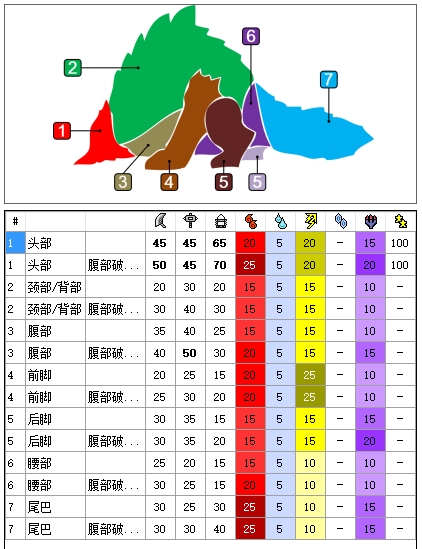 6
2
7
1
3
4
5
5
#
1 头部 45 45 65 20 5 20 — 15 100
1 头部 腹部破... 50 45 70 25 5 20 — 20 100
2 颈部/背部 20 30 20 15 5 15 — 10 —
2 颈部/背部 腹部破... 30 30 25 15 5 15 — 10 —
3 腹部 35 40 25 15 5 15 — 10 —
3 腹部 腹部破... 40 50 30 20 5 15 — 15 —
4 前脚 20 25 15 20 5 25 — 10 —
4 前脚 腹部破... 25 30 20 20 5 25 — 10 —
5 后脚 30 35 15 15 5 15 — 15 —
5 后脚 腹部破... 30 35 20 15 5 15 — 20 —
6 腰部 25 20 15 15 5 10 — 10 —
6 腰部 腹部破... 30 25 30 20 5 10 — 10 —
7 尾巴 30 25 30 25 5 10 — 10 —
7 尾巴 腹部破... 30 30 40 25 5 10 — 15 —